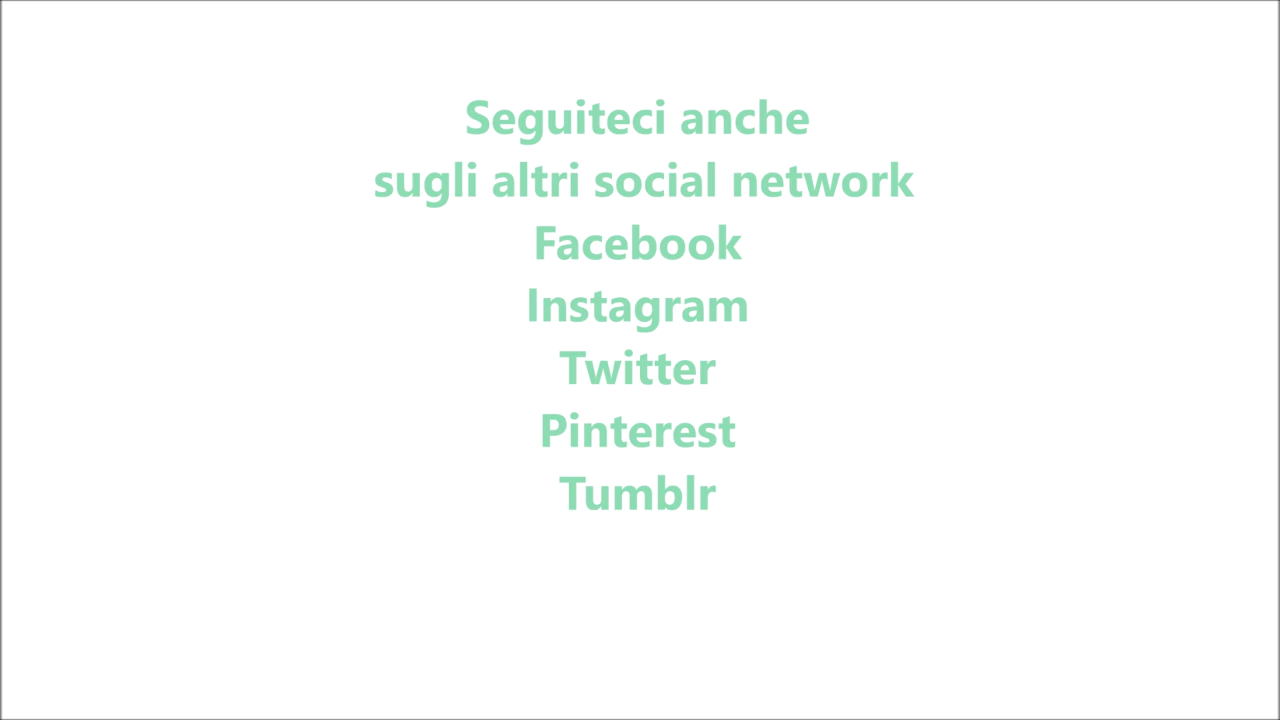 Seguiteci anche
sugli altri social network
Facebook
Instagram
Twitter
Pinterest
Tumblr